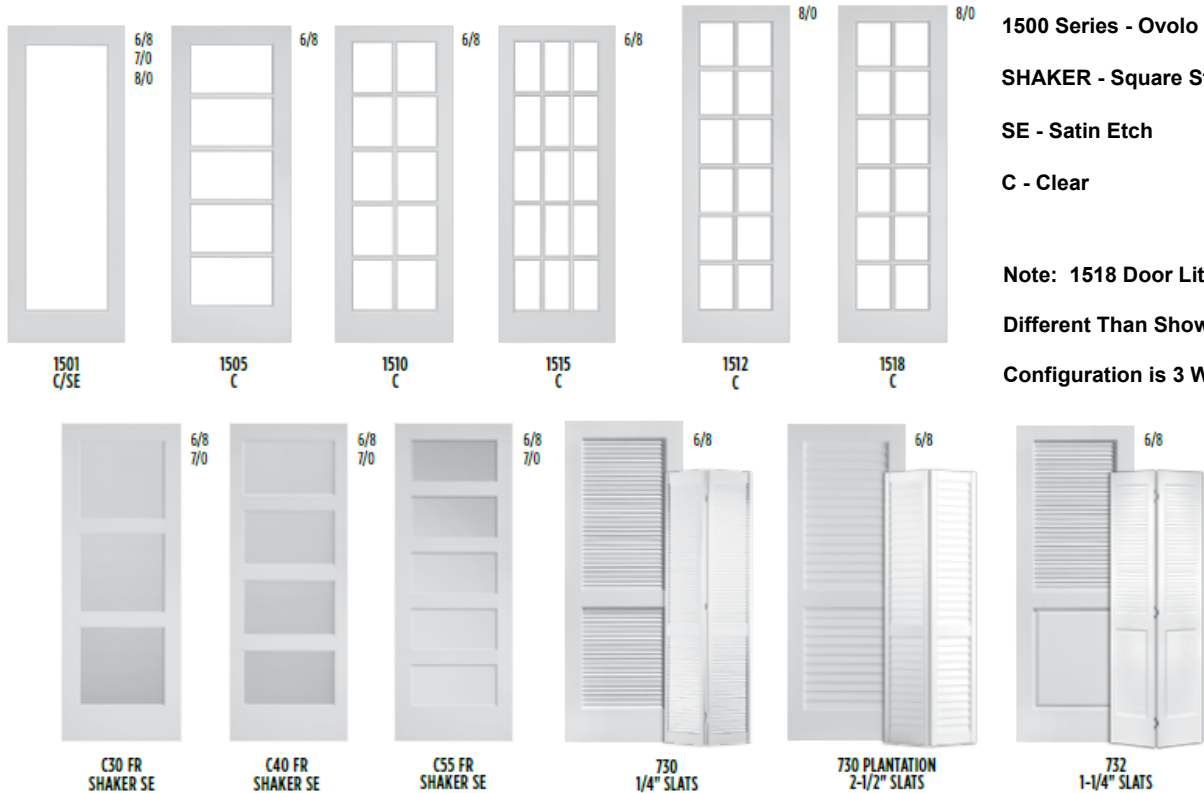 6/8
7/0
8/0
6/8
6/8
6/8
8/0
8/0
1501
C/SE
1505
C
1510
C
1515
C
1512
C
1518
C
1500 Series - Ovolo
SHAKER - Square
SE - Satin Etch
C - Clear
Note: 1518 Door
Different Than
Configuration is 3
6/8
7/0
6/8
7/0
6/8
7/0
6/8
6/8
6/8
C30 FR
SHAKER SE
C40 FR
SHAKER SE
C55 FR
SHAKER SE
730
1/4" SLATS
730 PLANTATION
2-1/2" SLATS
732
1-1/4" SLATS